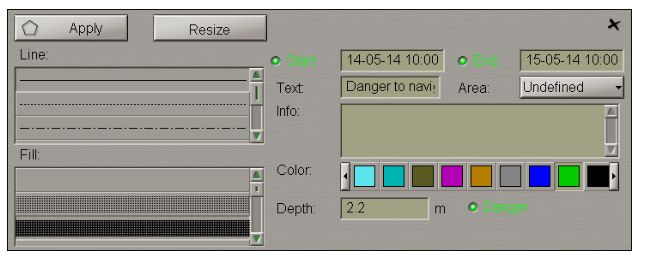 Apply Resize
Line:
Start 14-05-14 10:00 End 15-05-14 10:00
Text: Danger to navi Area: Undefined
Info:
Fill:
Color:
Depth: 2.2 m Danger